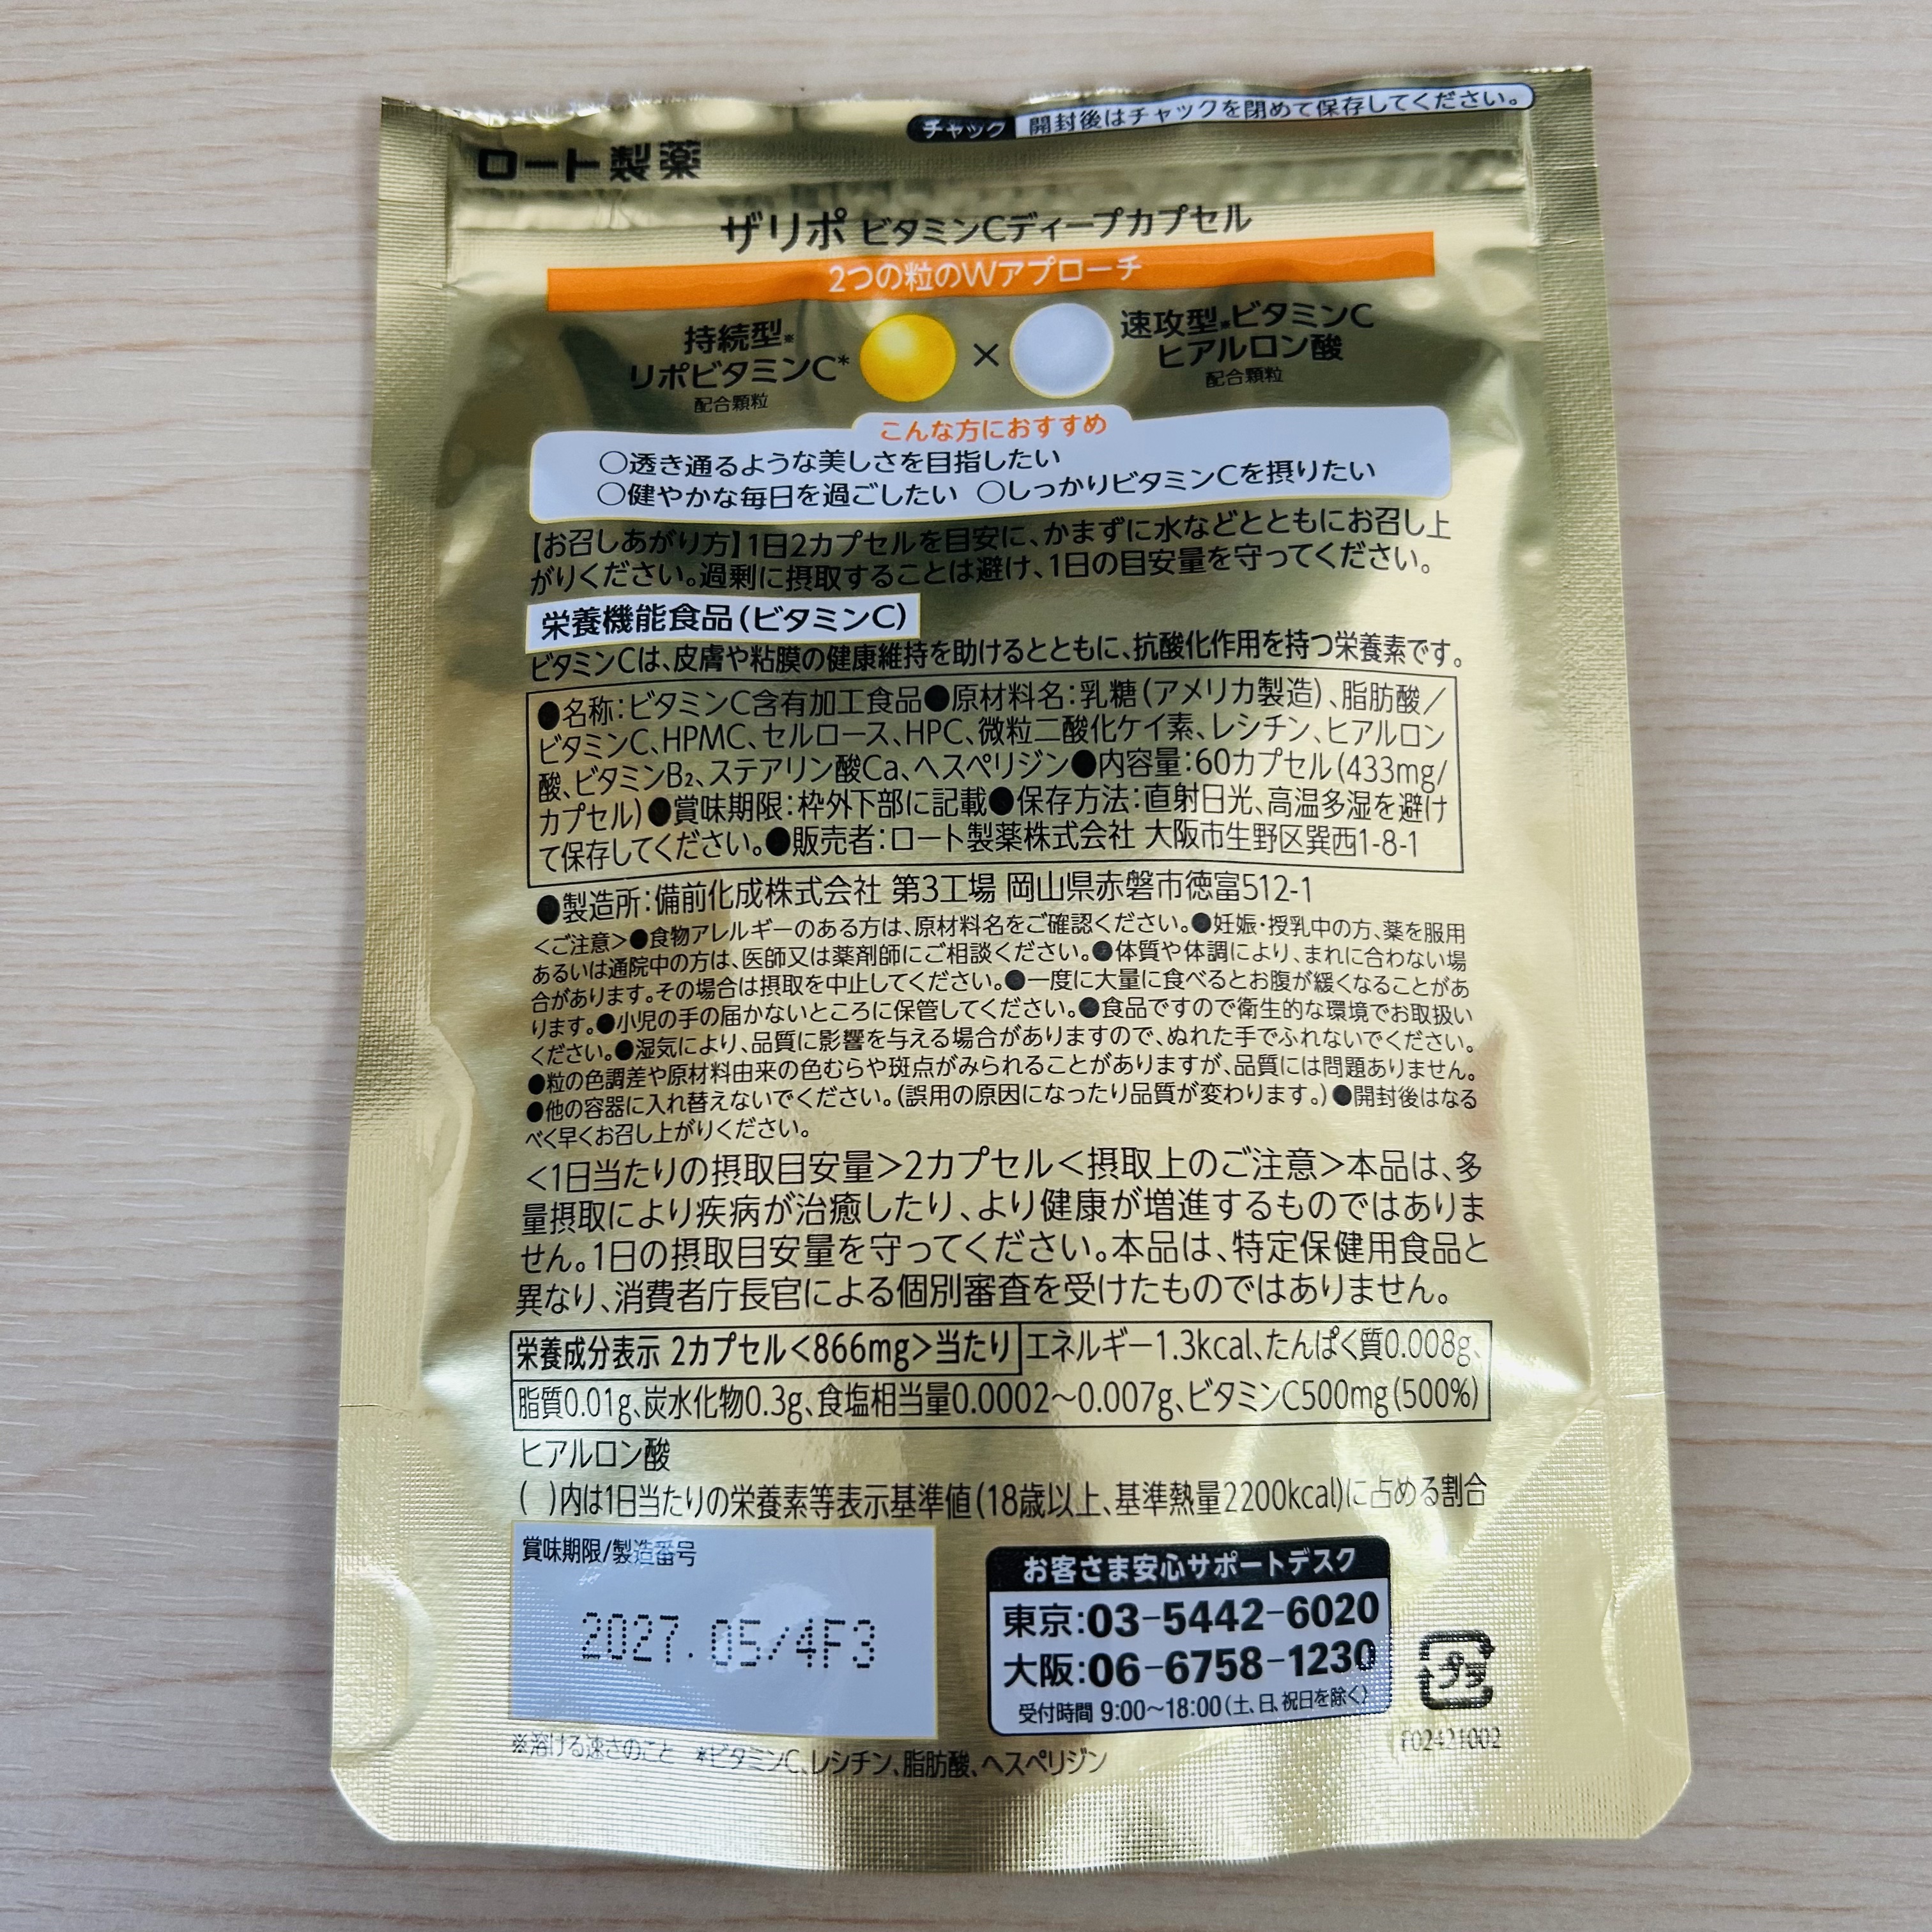 チャック 開封後はチャックを閉めて保存してください。
ロート製薬
ザリポ ビタミンCディープカプセル
2つの粒のWアプローチ
持続型※
リポビタミンC*
配合顆粒
×
速攻型※ビタミンC
ヒアルロン酸
配合顆粒
こんな方におすすめ
○透き通るような美しさを目指したい
○健やかな毎日を過ごしたい ○しっかりビタミンCを摂りたい
【お召しあがり方】1日2カプセルを目安に、かまずに水などとともにお召し上
がりください。過剰に摂取することは避け、1日の目安量を守ってください。
栄養機能食品(ビタミンC)
ビタミンCは、皮膚や粘膜の健康維持を助けるとともに、抗酸化作用を持つ栄養素です。
●名称:ビタミンC含有加工食品●原材料名:乳糖(アメリカ製造)、脂肪酸/
ビタミンC、HPMC、セルロース、HPC、微粒二酸化ケイ素、レシチン、ヒアルロン
酸、ビタミンB₂、ステアリン酸Ca、ヘスペリジン●内容量:60カプセル(433mg/
カプセル)●賞味期限:枠外下部に記載●保存方法:直射日光、高温多湿を避け
て保存してください。●販売者:ロート製薬株式会社 大阪市生野区巽西1-8-1
●製造所:備前化成株式会社 第3工場 岡山県赤磐市徳富512-1
<ご注意>●食物アレルギーのある方は、原材料名をご確認ください。●妊娠・授乳中の方、薬を服用
あるいは通院中の方は、医師又は薬剤師にご相談ください。●体質や体調により、まれに合わない場
合があります。その場合は摂取を中止してください。●一度に大量に食べるとお腹が緩くなることがあ
ります。●小児の手の届かないところに保管してください。●食品ですので衛生的な環境でお取扱い
ください。●湿気により、品質に影響を与える場合がありますので、ぬれた手でふれないでください。
●粒の色調差や原材料由来の色むらや斑点がみられることがありますが、品質には問題ありません。
●他の容器に入れ替えないでください。(誤用の原因になったり品質が変わります。)●開封後はなる
べく早くお召し上がりください。
<1日当たりの摂取目安量>2カプセル<摂取上のご注意>本品は、多
量摂取により疾病が治癒したり、より健康が増進するものではありま
せん。1日の摂取目安量を守ってください。本品は、特定保健用食品と
異なり、消費者庁長官による個別審査を受けたものではありません。
栄養成分表示 2カプセル<866mg>当たり エネルギー1.3kcal、たんぱく質0.008g、
脂質0.01g、炭水化物0.3g、食塩相当量0.0002～0.007g、ビタミンC500mg(500%)
ヒアルロン酸
( )内は1日当たりの栄養素等表示基準値(18歳以上、基準熱量2200kcal)に占める割合
賞味期限/製造番号
2027.05/4F3
お客さま安心サポートデスク
東京:03-5442-6020
大阪:06-6758-1230
受付時間 9:00～18:00(土、日、祝日を除く)
プラ
F02421002
※溶ける速さのこと *ビタミンC、レシチン、脂肪酸、ヘスペリジン